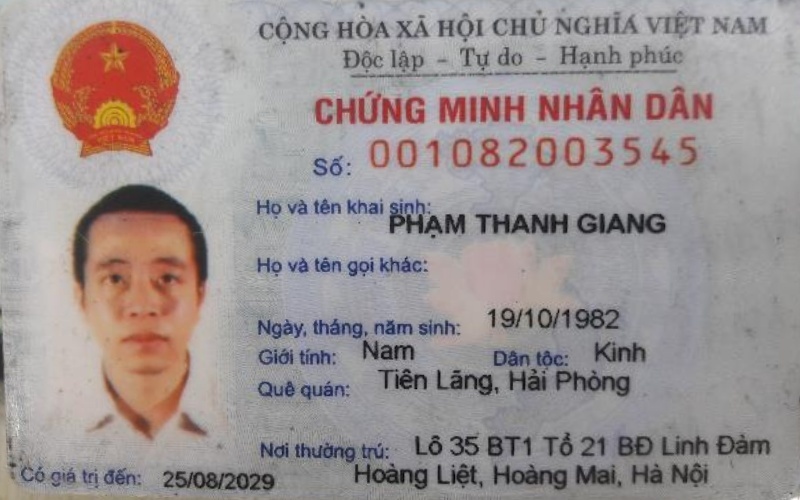 CỘNG HÒA XÃ HỘI CHỦ NGHĨA VIỆT NAM
Độc lập - Tự do - Hạnh phúc
CHỨNG MINH NHÂN DÂN
Số: 001082003545
Họ và tên khai sinh: PHẠM THANH GIANG
Họ và tên gọi khác:
Ngày, tháng, năm sinh: 19/10/1982
Giới tính: Nam Dân tộc: Kinh
Quê quán: Tiên Lãng, Hải Phòng
Nơi thường trú: Lô 35 BT1 Tổ 21 BĐ Linh Đàm
Hoàng Liệt, Hoàng Mai, Hà Nội
Có giá trị đến: 25/08/2029